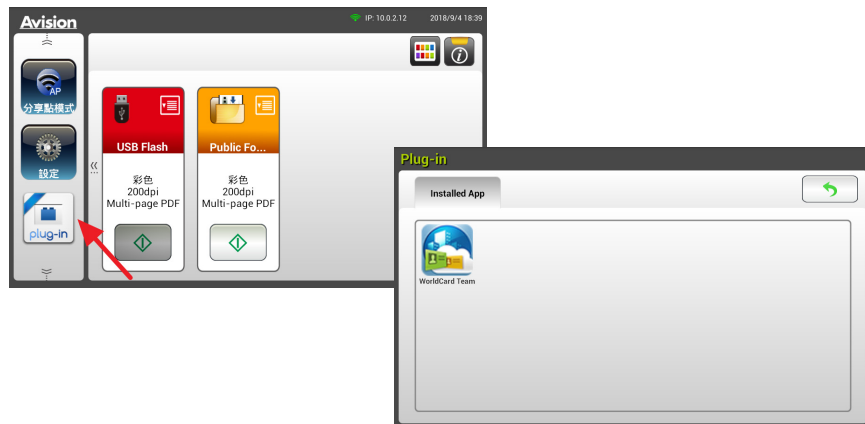 Avision
IP: 10.0.2.12 2018/9/4 18:39
AP
分享點模式
設定
plug-in
USB Flash
彩色
200dpi
Multi-page PDF
Public Fo...
彩色
200dpi
Multi-page PDF
Plug-in
Installed App
WorldCard Team